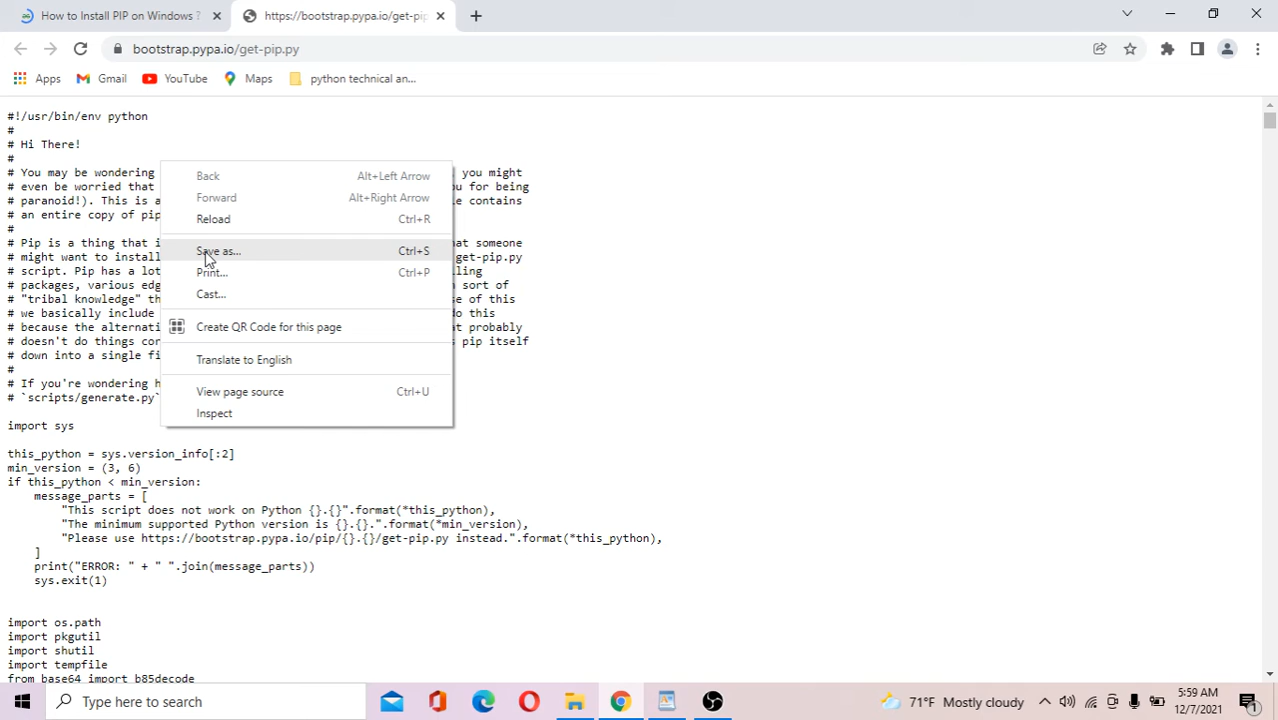 How to Install PIP on Windows ?
https://bootstrap.pypa.io/get-pip
bootstrap.pypa.io/get-pip.py
Apps
Gmail
YouTube
Maps
python technical an...
#!/usr/bin/env python
#
# Hi There!
#
# You may be wondering
you might
# even be worried that
u for being
# paranoid!). This is a
le contains
# an entire copy of pip
#
# Pip is a thing that i
at someone
# might want to install
get-pip.py
# script. Pip has a lot
lling
# packages, various edg
n sort of
# "tribal knowledge" th
se of this
# we basically include
do this
# because the alternati
at probably
# doesn't do things con
s pip itself
# down into a single fi
#
# If you're wondering h
# `scripts/generate.py`
Back Alt+Left Arrow
Forward Alt+Right Arrow
Reload Ctrl+R
Save as... Ctrl+S
Print... Ctrl+P
Cast...
Create QR Code for this page
Translate to English
View page source Ctrl+U
Inspect
import sys
this_python = sys.version_info[:2]
min_version = (3, 6)
if this_python < min_version:
message_parts = [
"This script does not work on Python {}.{}".format(*this_python),
"The minimum supported Python version is {}.{}.".format(*min_version),
"Please use https://bootstrap.pypa.io/pip/{}.{}/get-pip.py instead.".format(*this_python),
]
print("ERROR: " + " ".join(message_parts))
sys.exit(1)
import os.path
import pkgutil
import shutil
import tempfile
from base64 import b85decode
Type here to search
71°F Mostly cloudy
5:59 AM
12/7/2021
1